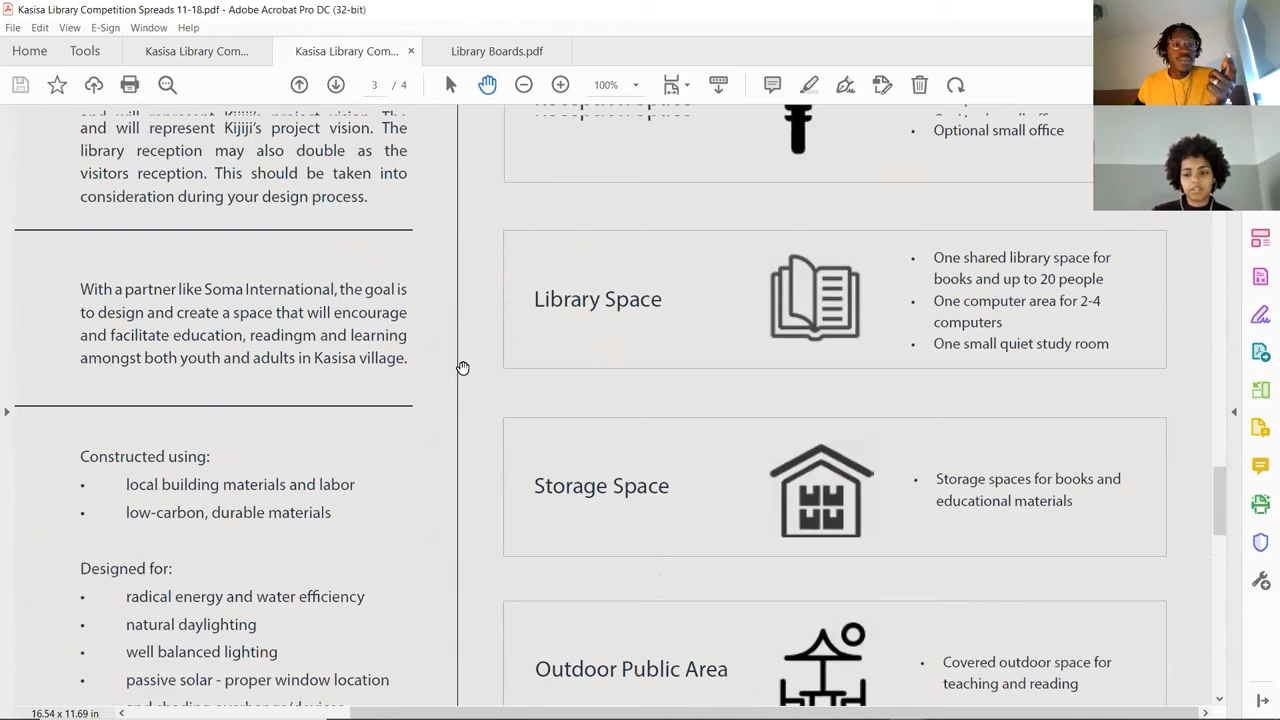 Kasisa Library Competition Spreads 11-18.pdf - Adobe Acrobat Pro DC (32-bit)
File Edit View E-Sign Window Help
Home Tools Kasisa Library Com... Kasisa Library Com... × Library Boards.pdf
3 / 4 100%
and will represent Kijiji's project vision. The
library reception may also double as the
visitors reception. This should be taken into
consideration during your design process.
With a partner like Soma International, the goal is
to design and create a space that will encourage
and facilitate education, readingm and learning
amongst both youth and adults in Kasisa village.
Constructed using:
• local building materials and labor
• low-carbon, durable materials
Designed for:
• radical energy and water efficiency
• natural daylighting
• well balanced lighting
• passive solar - proper window location
• Optional small office
Library Space
• One shared library space for
books and up to 20 people
• One computer area for 2-4
computers
• One small quiet study room
Storage Space
• Storage spaces for books and
educational materials
Outdoor Public Area
• Covered outdoor space for
teaching and reading
16.54 x 11.69 in